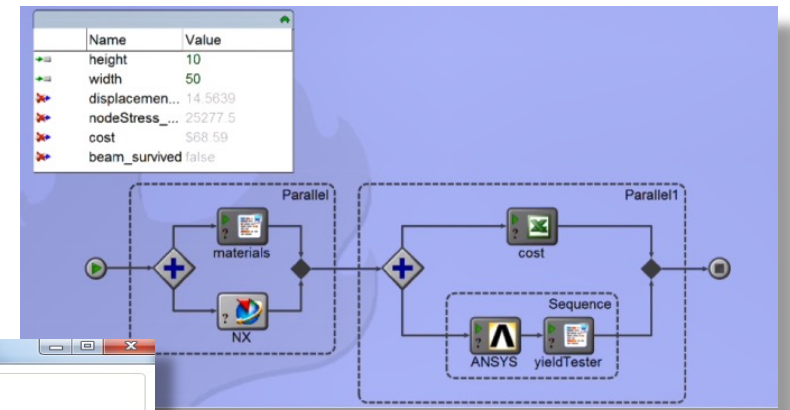 Name Value
height 10
width 50
displacemen... 14.5639
nodeStress_... 25277.5
cost $68.59
beam_survived false
Parallel Parallel1
materials cost
Sequence
NX
ANSYS yieldTester